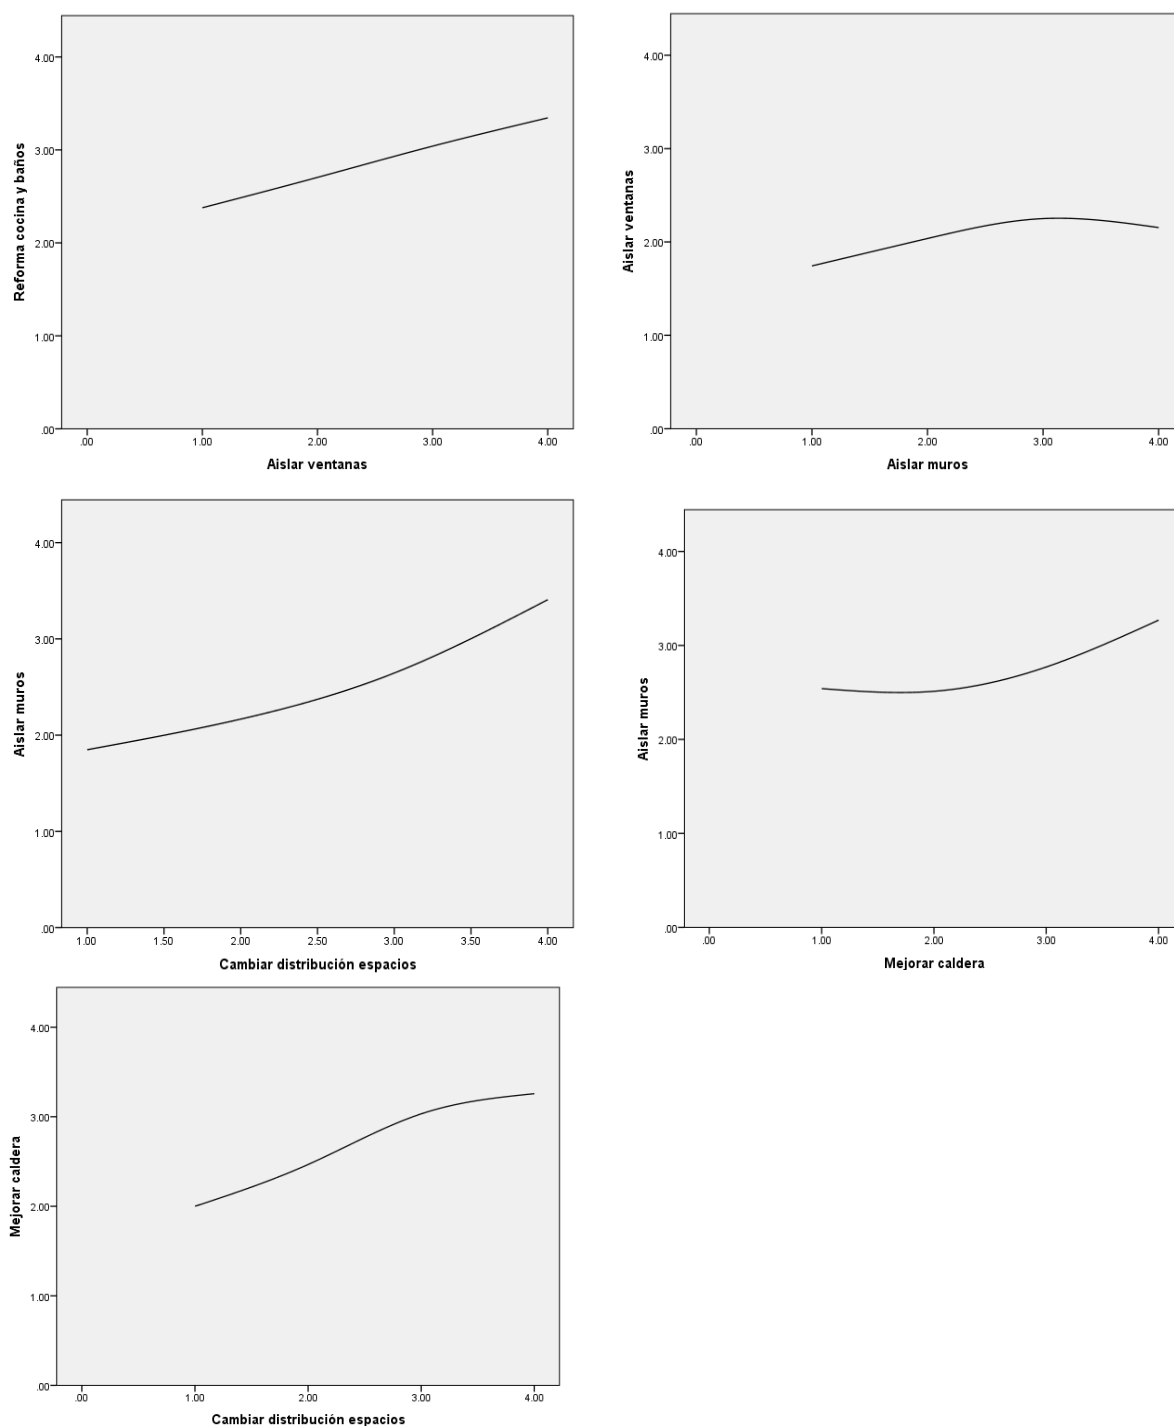 4.00
3.00
2.00
1.00
.00
Reforma cocina y baños
.00 1.00 2.00 3.00 4.00
Aislar ventanas
4.00
3.00
2.00
1.00
.00
Aislar ventanas
.00 1.00 2.00 3.00 4.00
Aislar muros
4.00
3.00
2.00
1.00
.00
Aislar muros
1.00 1.50 2.00 2.50 3.00 3.50 4.00
Cambiar distribución espacios
4.00
3.00
2.00
1.00
.00
Aislar muros
.00 1.00 2.00 3.00 4.00
Mejorar caldera
4.00
3.00
2.00
1.00
.00
Mejorar caldera
.00 1.00 2.00 3.00 4.00
Cambiar distribución espacios